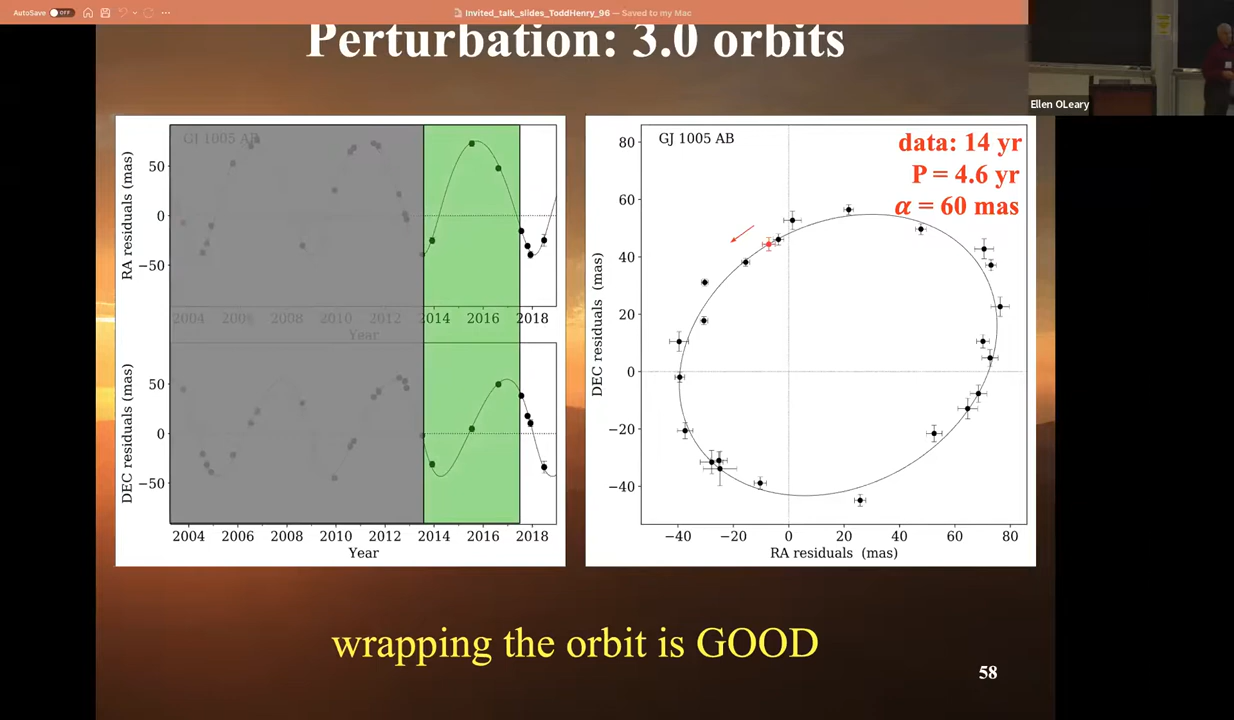 AutoSave OFF
Invited_talk_slides_ToddHenry_96 — Saved to my Mac
Perturbation: 3.0 orbits
Ellen OLeary
GJ 1005 AB
RA residuals (mas)
50
0
−50
2004 2006 2008 2010 2012 2014 2016 2018
Year
DEC residuals (mas)
50
0
−50
2004 2006 2008 2010 2012 2014 2016 2018
Year
GJ 1005 AB
data: 14 yr
P = 4.6 yr
α = 60 mas
DEC residuals (mas)
80
60
40
20
0
−20
−40
−40 −20 0 20 40 60 80
RA residuals (mas)
wrapping the orbit is GOOD
58